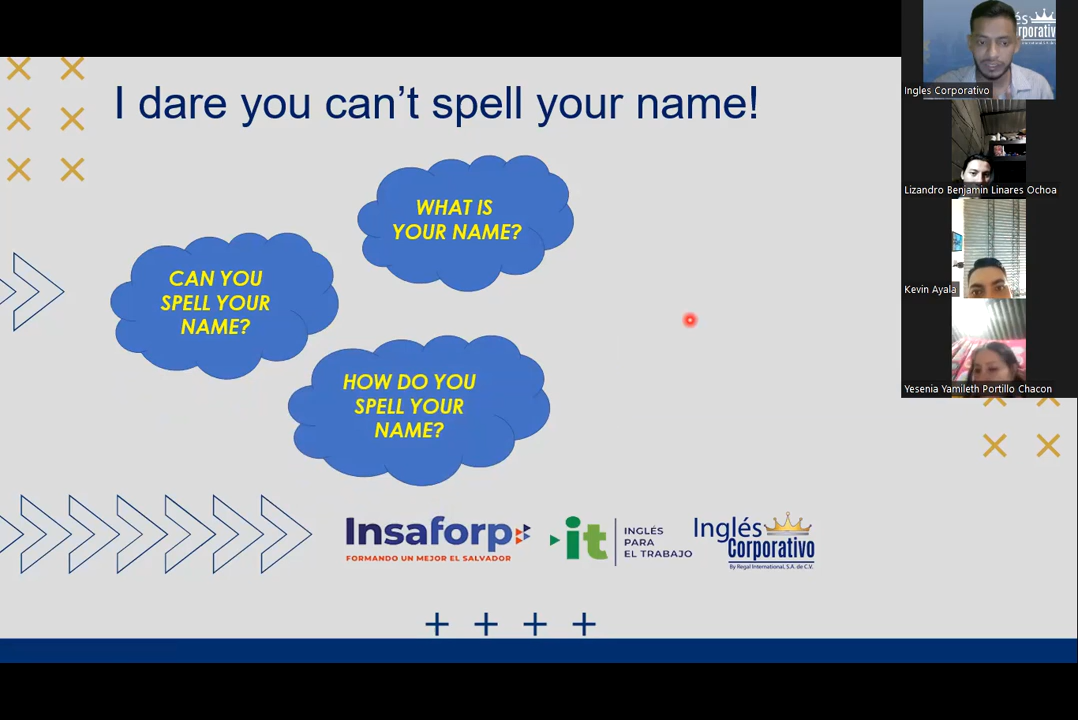 I dare you can't spell your name!
WHAT IS
YOUR NAME?
CAN YOU
SPELL YOUR
NAME?
HOW DO YOU
SPELL YOUR
NAME?
Insaforp
FORMANDO UN MEJOR EL SALVADOR
it
INGLÉS
PARA
EL TRABAJO
Inglés
Corporativo
By Regal International, S.A. de C.V.
Ingles Corporativo
Lizandro Benjamin Linares Ochoa
Kevin Ayala
Yesenia Yamileth Portillo Chacon